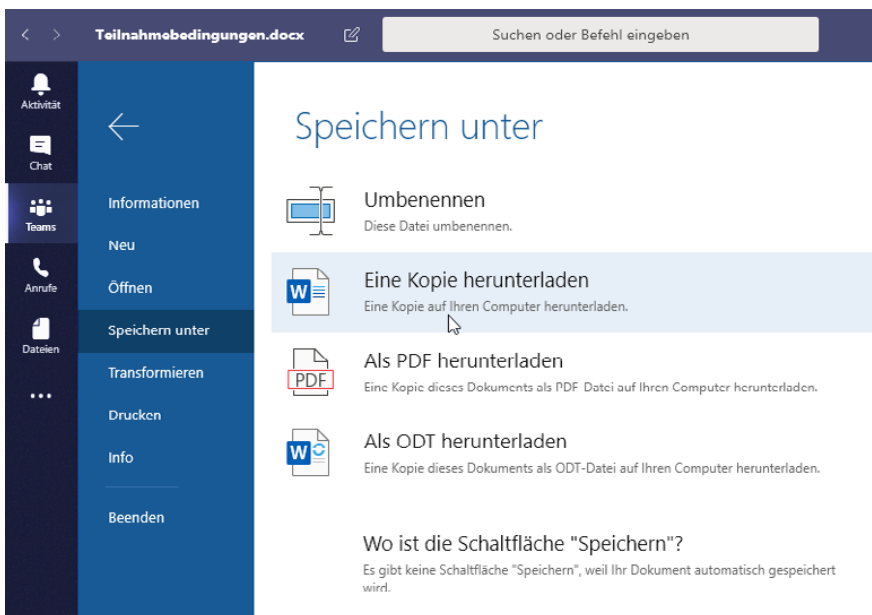 Teilnahmebedingungen.docx
Suchen oder Befehl eingeben
Aktivität
Chat
Teams
Anrufe
Dateien
Informationen
Neu
Öffnen
Speichern unter
Transformieren
Drucken
Info
Beenden
Speichern unter
Umbenennen
Diese Datei umbenennen.
W
Eine Kopie herunterladen
Eine Kopie auf Ihren Computer herunterladen.
PDF
Als PDF herunterladen
Eine Kopie dieses Dokuments als PDF-Datei auf Ihren Computer herunterladen.
W
Als ODT herunterladen
Eine Kopie dieses Dokuments als ODT-Datei auf Ihren Computer herunterladen.
Wo ist die Schaltfläche "Speichern"?
Es gibt keine Schaltfläche "Speichern", weil Ihr Dokument automatisch gespeichert
wird.